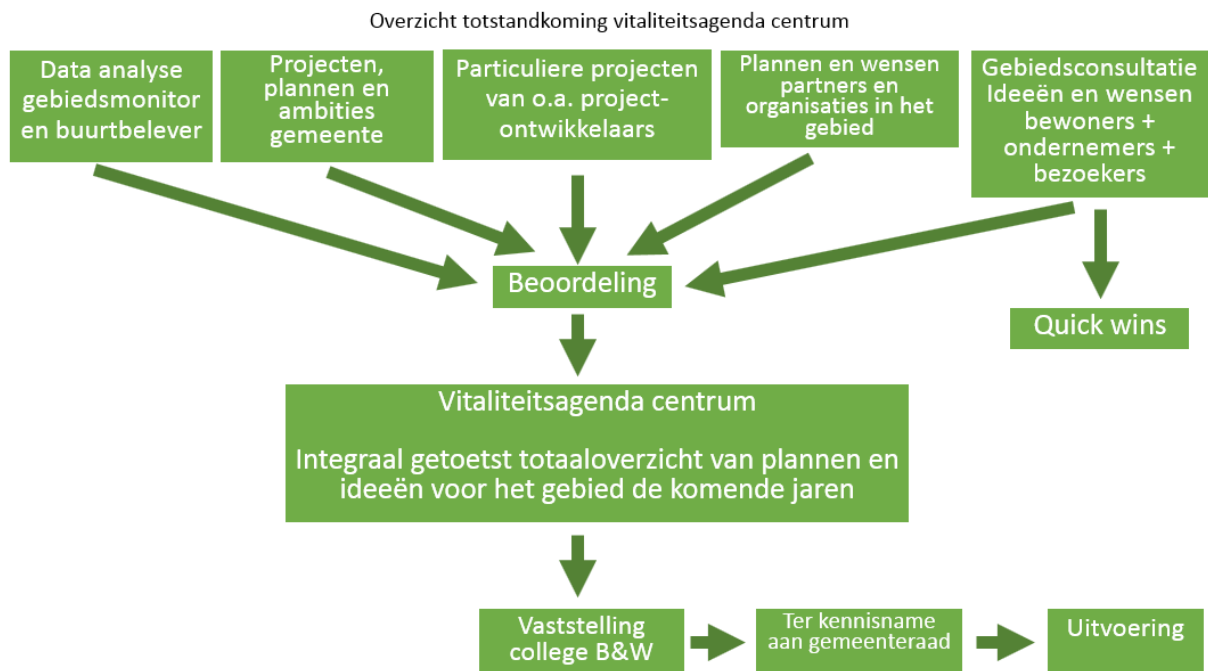 Overzicht totstandkoming vitaliteitsagenda centrum
Data analyse
gebiedsmonitor
en buurtbelever
Projecten,
plannen en
ambities
gemeente
Particuliere projecten
van o.a. project-
ontwikkelaars
Plannen en wensen
partners en
organisaties in het
gebied
Gebiedsconsultatie
Ideeën en wensen
bewoners +
ondernemers +
bezoekers
Beoordeling
Quick wins
Vitaliteitsagenda centrum
Integraal getoetst totaaloverzicht van plannen en
ideeën voor het gebied de komende jaren
Vaststelling
college B&W
Ter kennisname
aan gemeenteraad
Uitvoering